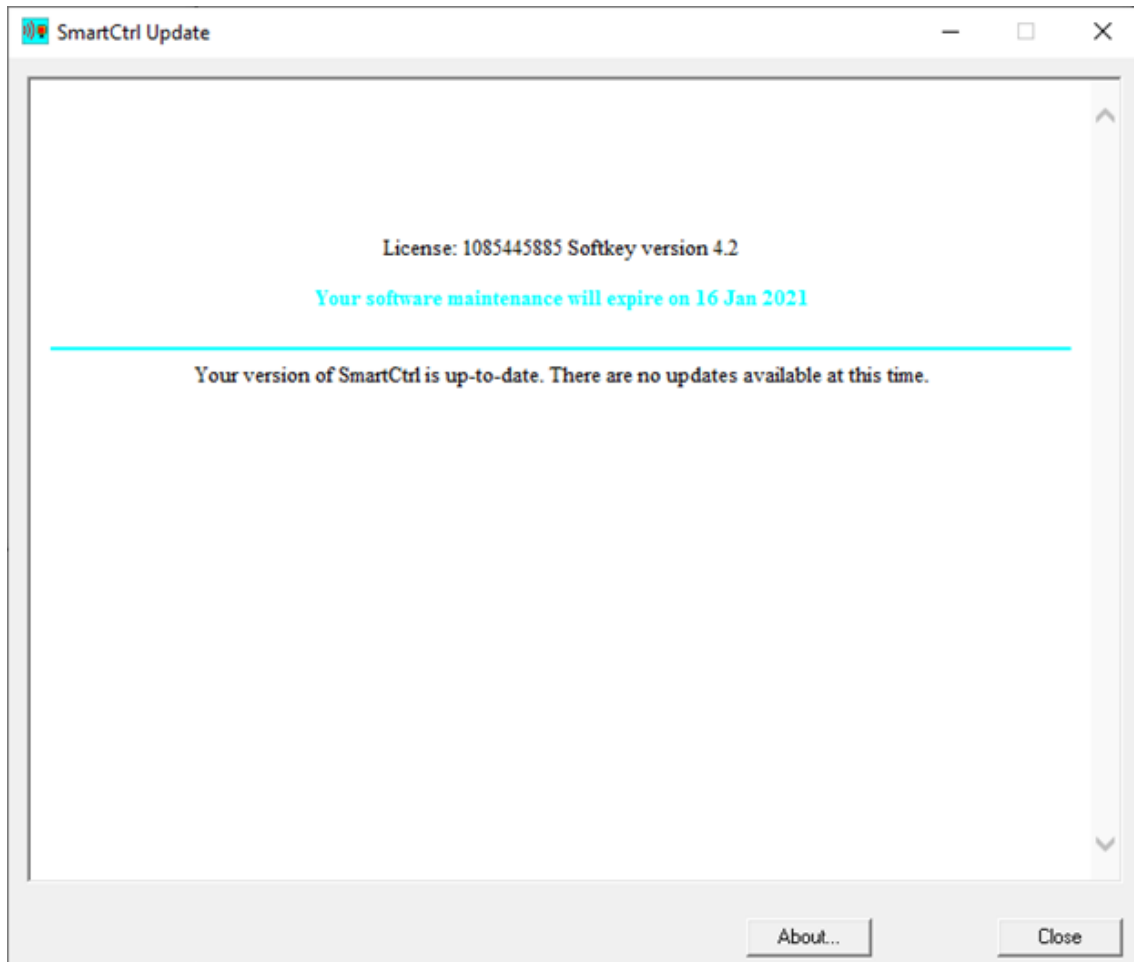 SmartCtrl Update
License: 1085445885 Softkey version 4.2
Your software maintenance will expire on 16 Jan 2021
Your version of SmartCtrl is up-to-date. There are no updates available at this time.
About...
Close